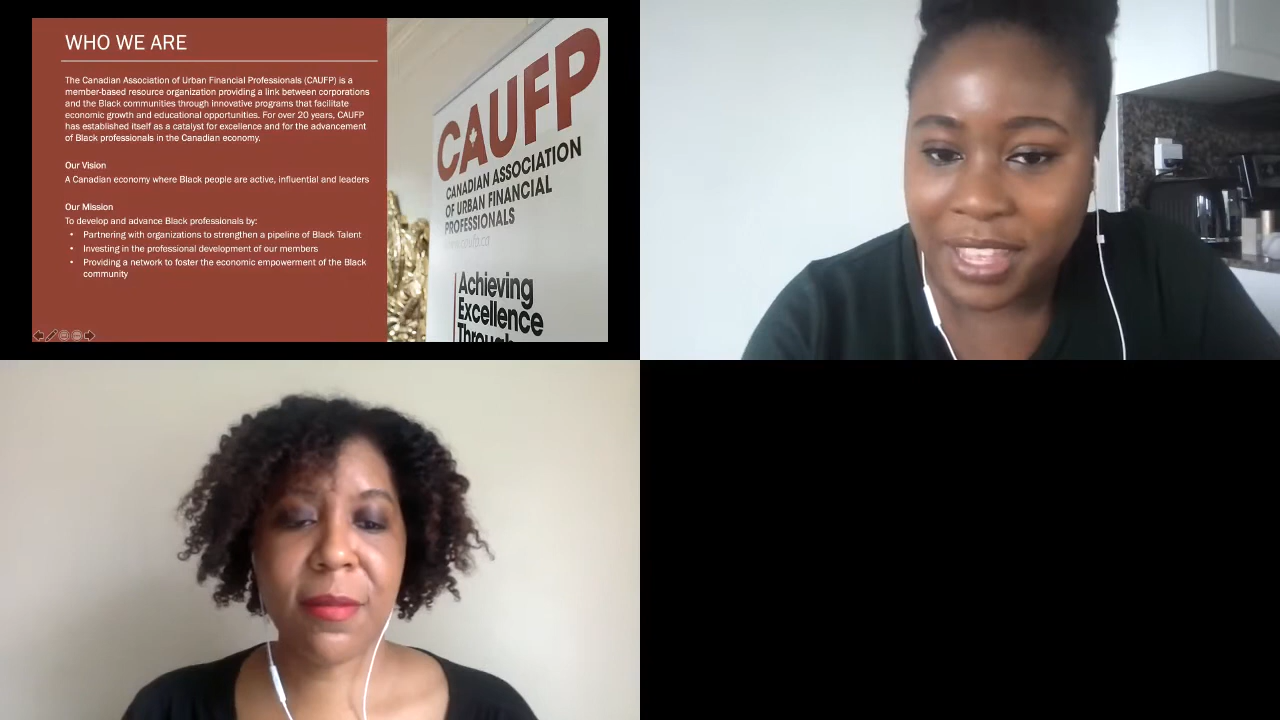 WHO WE ARE
The Canadian Association of Urban Financial Professionals (CAUFP) is a
member-based resource organization providing a link between corporations
and the Black communities through innovative programs that facilitate
economic growth and educational opportunities. For over 20 years, CAUFP
has established itself as a catalyst for excellence and for the advancement
of Black professionals in the Canadian economy.
Our Vision
A Canadian economy where Black people are active, influential and leaders
Our Mission
To develop and advance Black professionals by:
• Partnering with organizations to strengthen a pipeline of Black Talent
• Investing in the professional development of our members
• Providing a network to foster the economic empowerment of the Black
community
CAUFP
CANADIAN ASSOCIATION
OF URBAN FINANCIAL
PROFESSIONALS
www.caufp.ca
Achieving
Excellence
Through